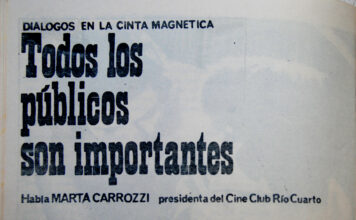 DIALOGOS EN LA CINTA MAGNETICA
Todos los
públicos
son importantes
Habla MARTA CARROZZI presidenta del Cine Club Río Cuarto